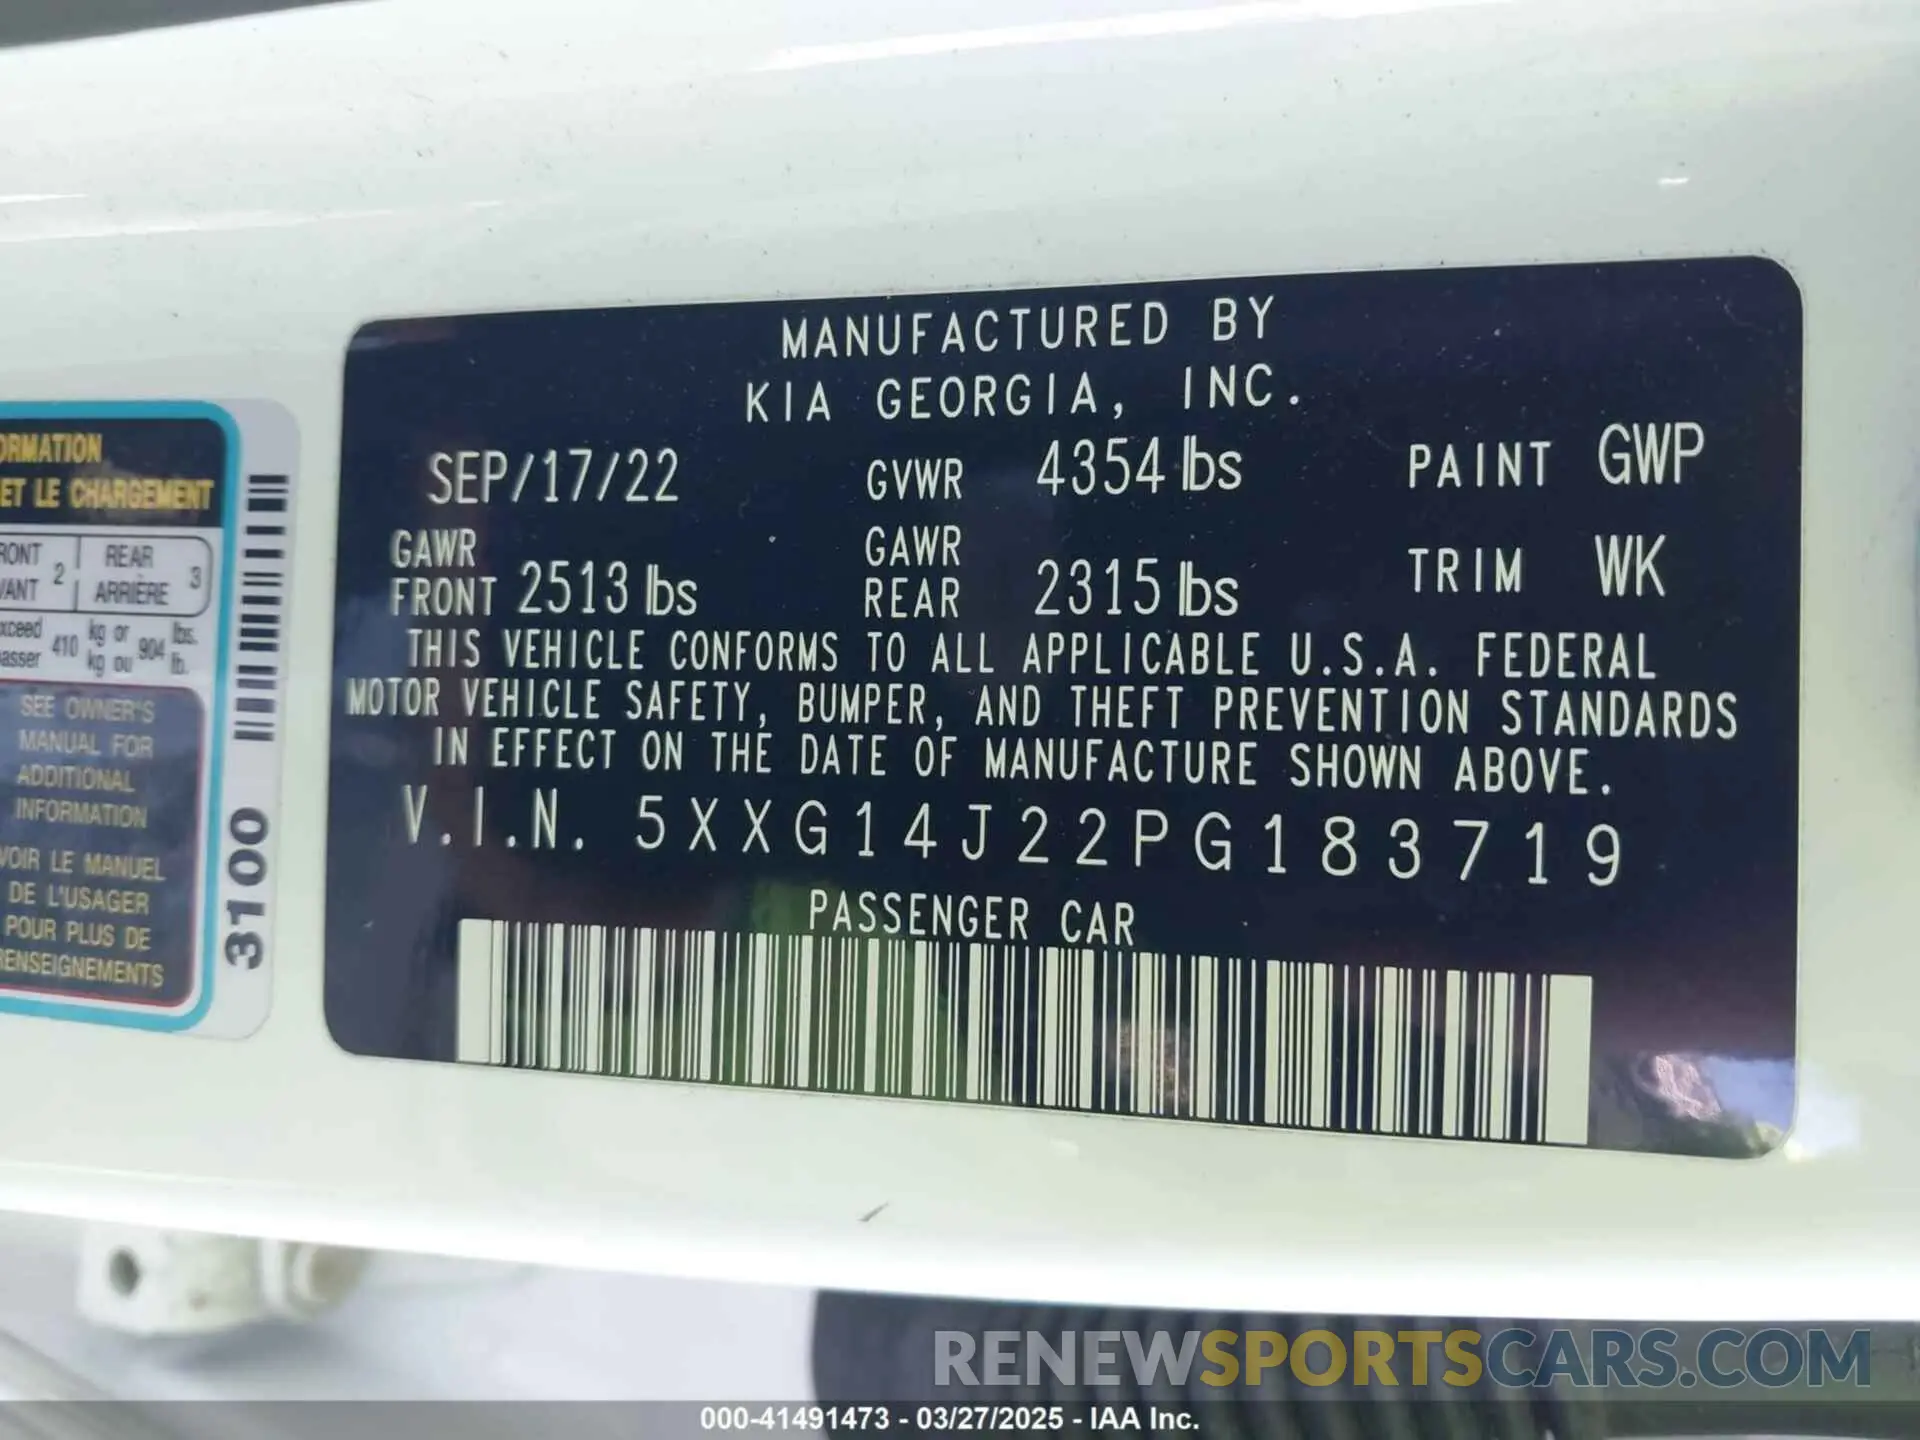 MANUFACTURED BY
KIA GEORGIA, INC.
SEP/17/22 GVWR 4354 lbs PAINT GWP
GAWR FRONT 2513 lbs GAWR REAR 2315 lbs TRIM WK
THIS VEHICLE CONFORMS TO ALL APPLICABLE U.S.A. FEDERAL
MOTOR VEHICLE SAFETY, BUMPER, AND THEFT PREVENTION STANDARDS
IN EFFECT ON THE DATE OF MANUFACTURE SHOWN ABOVE.
V.I.N. 5XXG14J22PG183719
PASSENGER CAR
ET LE CHARGEMENT
2 REAR
ARRIÈRE 3
410 kg or 904 lbs.
kg ou lb.
SEE OWNER'S
MANUAL FOR
ADDITIONAL
INFORMATION
VOIR LE MANUEL
DE L'USAGER
POUR PLUS DE
RENSEIGNEMENTS
3100
RENEWSPORTSCARS.COM
000-41491473 - 03/27/2025 - IAA Inc.